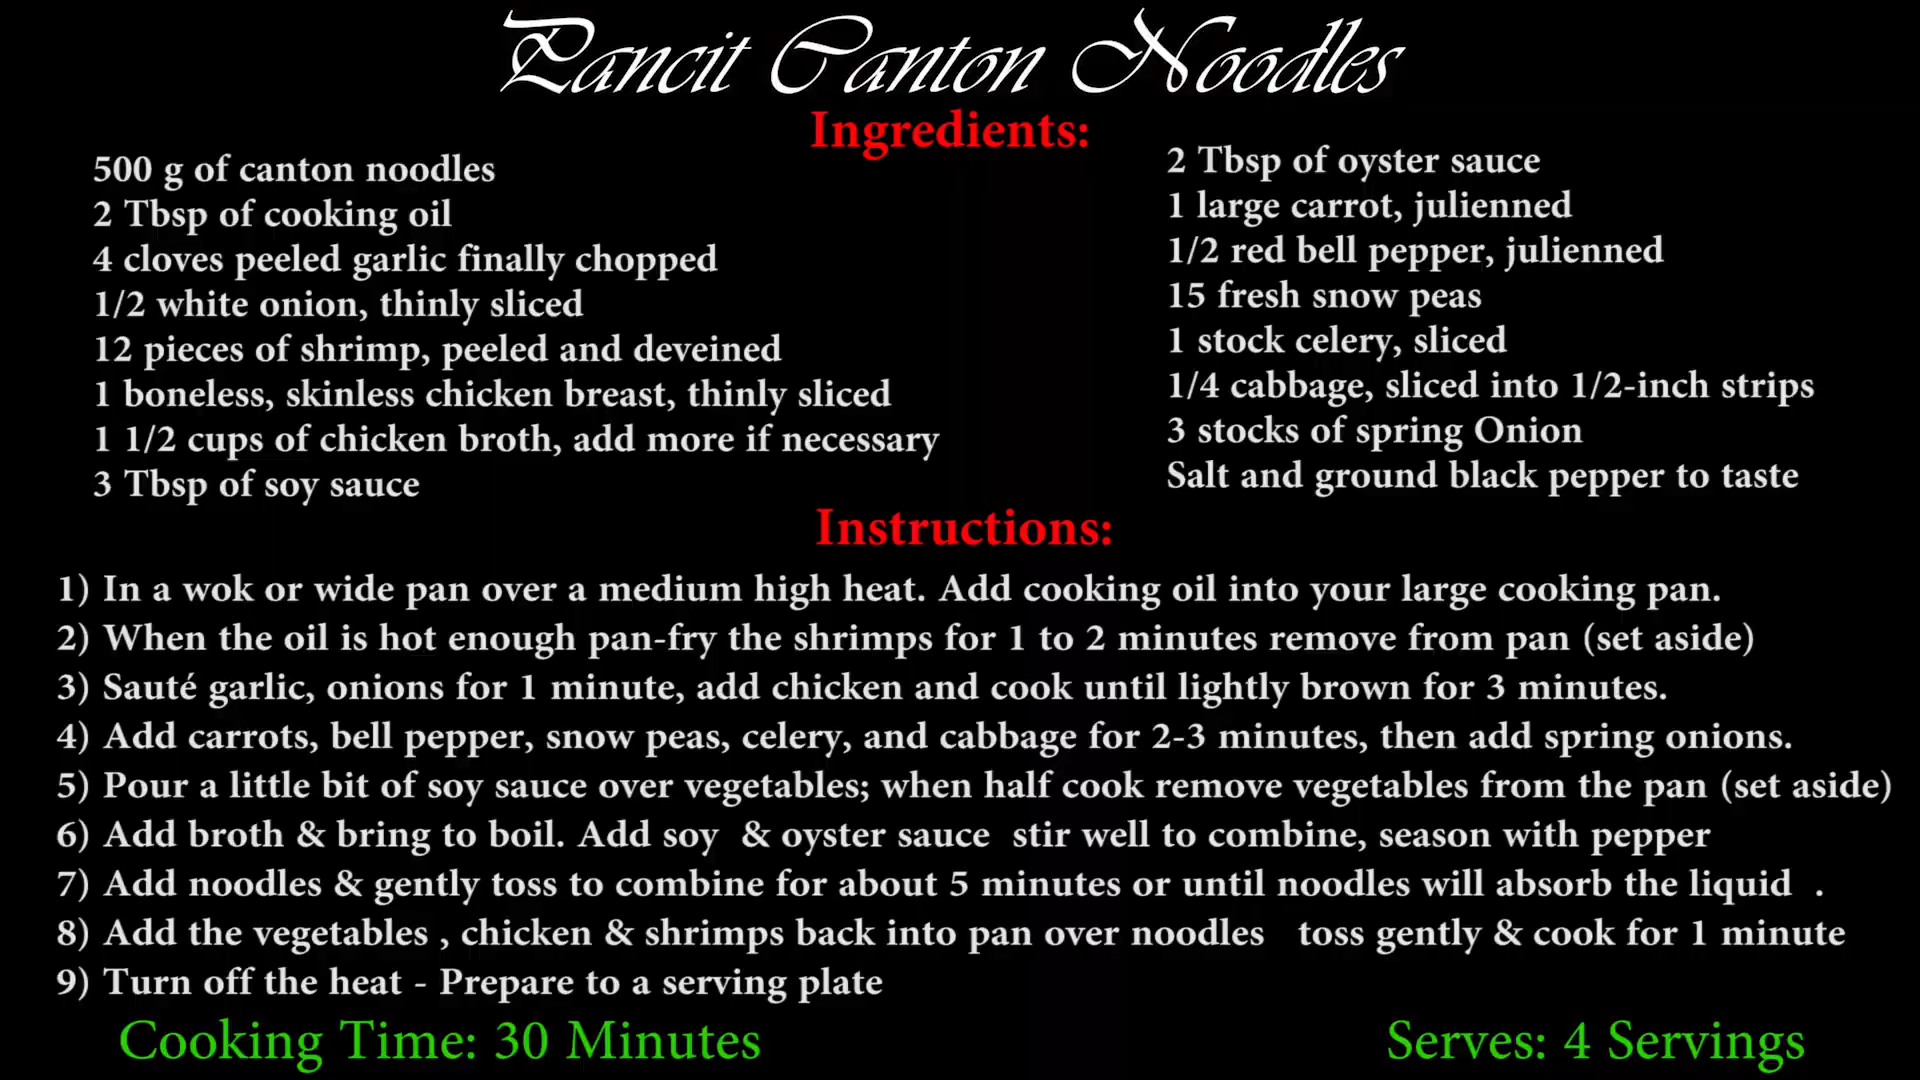 Pancit Canton Noodles
Ingredients:
500 g of canton noodles
2 Tbsp of cooking oil
4 cloves peeled garlic finally chopped
1/2 white onion, thinly sliced
12 pieces of shrimp, peeled and deveined
1 boneless, skinless chicken breast, thinly sliced
1 1/2 cups of chicken broth, add more if necessary
3 Tbsp of soy sauce
2 Tbsp of oyster sauce
1 large carrot, julienned
1/2 red bell pepper, julienned
15 fresh snow peas
1 stock celery, sliced
1/4 cabbage, sliced into 1/2-inch strips
3 stocks of spring Onion
Salt and ground black pepper to taste
Instructions:
1) In a wok or wide pan over a medium high heat. Add cooking oil into your large cooking pan.
2) When the oil is hot enough pan-fry the shrimps for 1 to 2 minutes remove from pan (set aside)
3) Sauté garlic, onions for 1 minute, add chicken and cook until lightly brown for 3 minutes.
4) Add carrots, bell pepper, snow peas, celery, and cabbage for 2-3 minutes, then add spring onions.
5) Pour a little bit of soy sauce over vegetables; when half cook remove vegetables from the pan (set aside)
6) Add broth & bring to boil. Add soy  & oyster sauce  stir well to combine, season with pepper
7) Add noodles & gently toss to combine for about 5 minutes or until noodles will absorb the liquid  .
8) Add the vegetables , chicken & shrimps back into pan over noodles   toss gently & cook for 1 minute
9) Turn off the heat - Prepare to a serving plate
Cooking Time: 30 Minutes
Serves: 4 Servings